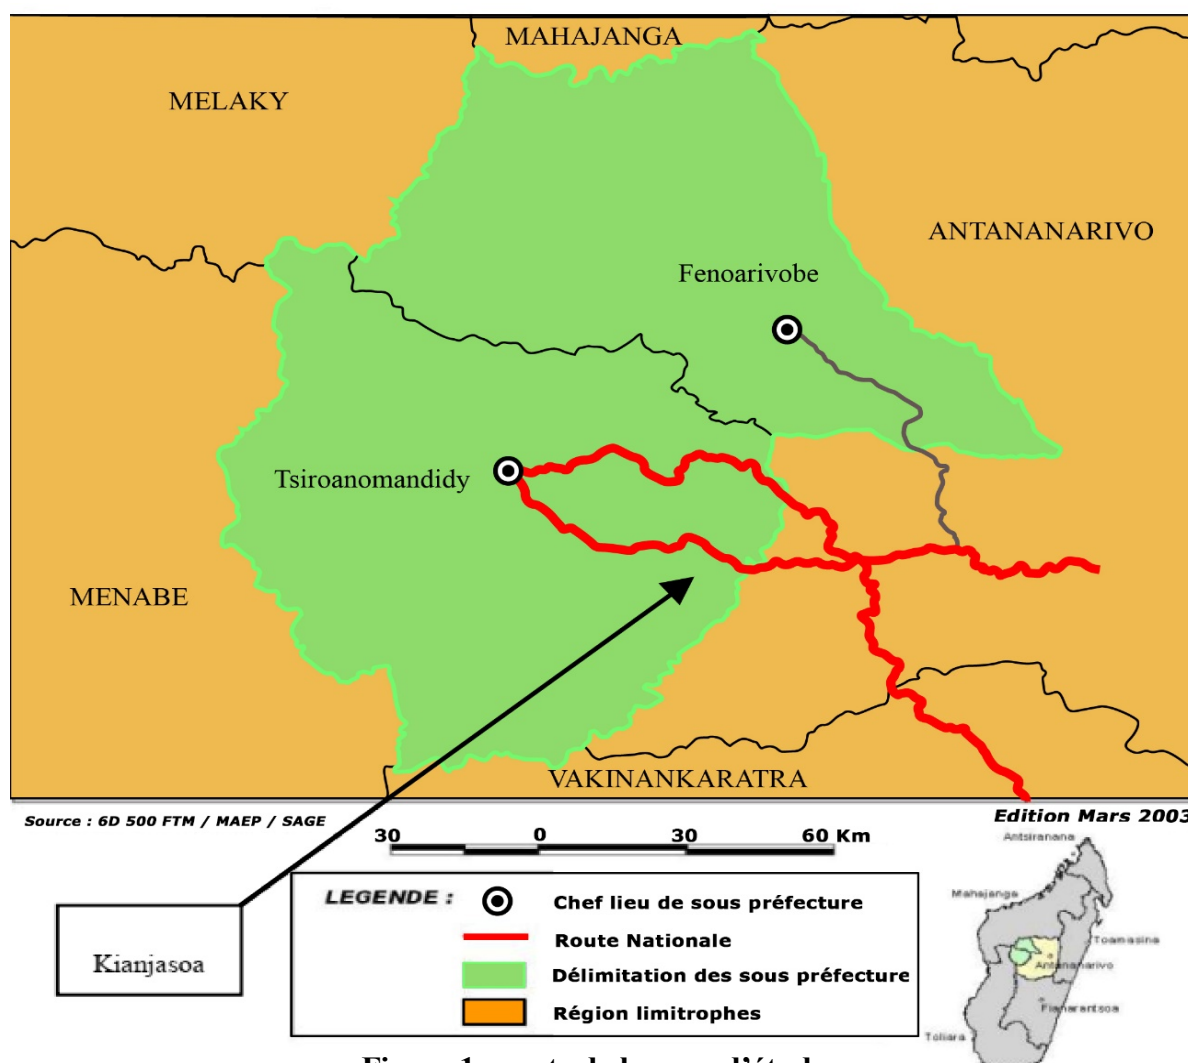 MAHAJANGA
MELAKY
ANTANANARIVO
Fenoarivobe
Tsiroanomandidy
MENABE
VAKINANKARATRA
Source : 6D 500 FTM / MAEP / SAGE
Edition Mars 2003
30 0 30 60 Km
Kianjasoa
LEGENDE :
Chef lieu de sous préfecture
Route Nationale
Délimitation des sous préfecture
Région limitrophes
Antsiranana
Mahajanga
Toamasina
Antananarivo
Fianarantsoa
Toliara